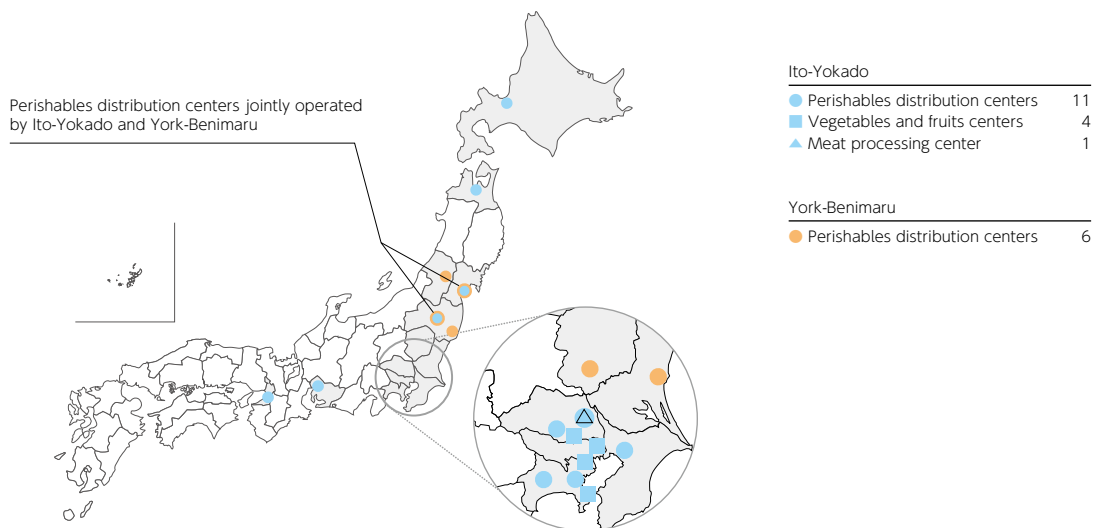 Perishables distribution centers jointly operated
by Ito-Yokado and York-Benimaru
Ito-Yokado
Perishables distribution centers 11
Vegetables and fruits centers 4
Meat processing center 1
York-Benimaru
Perishables distribution centers 6